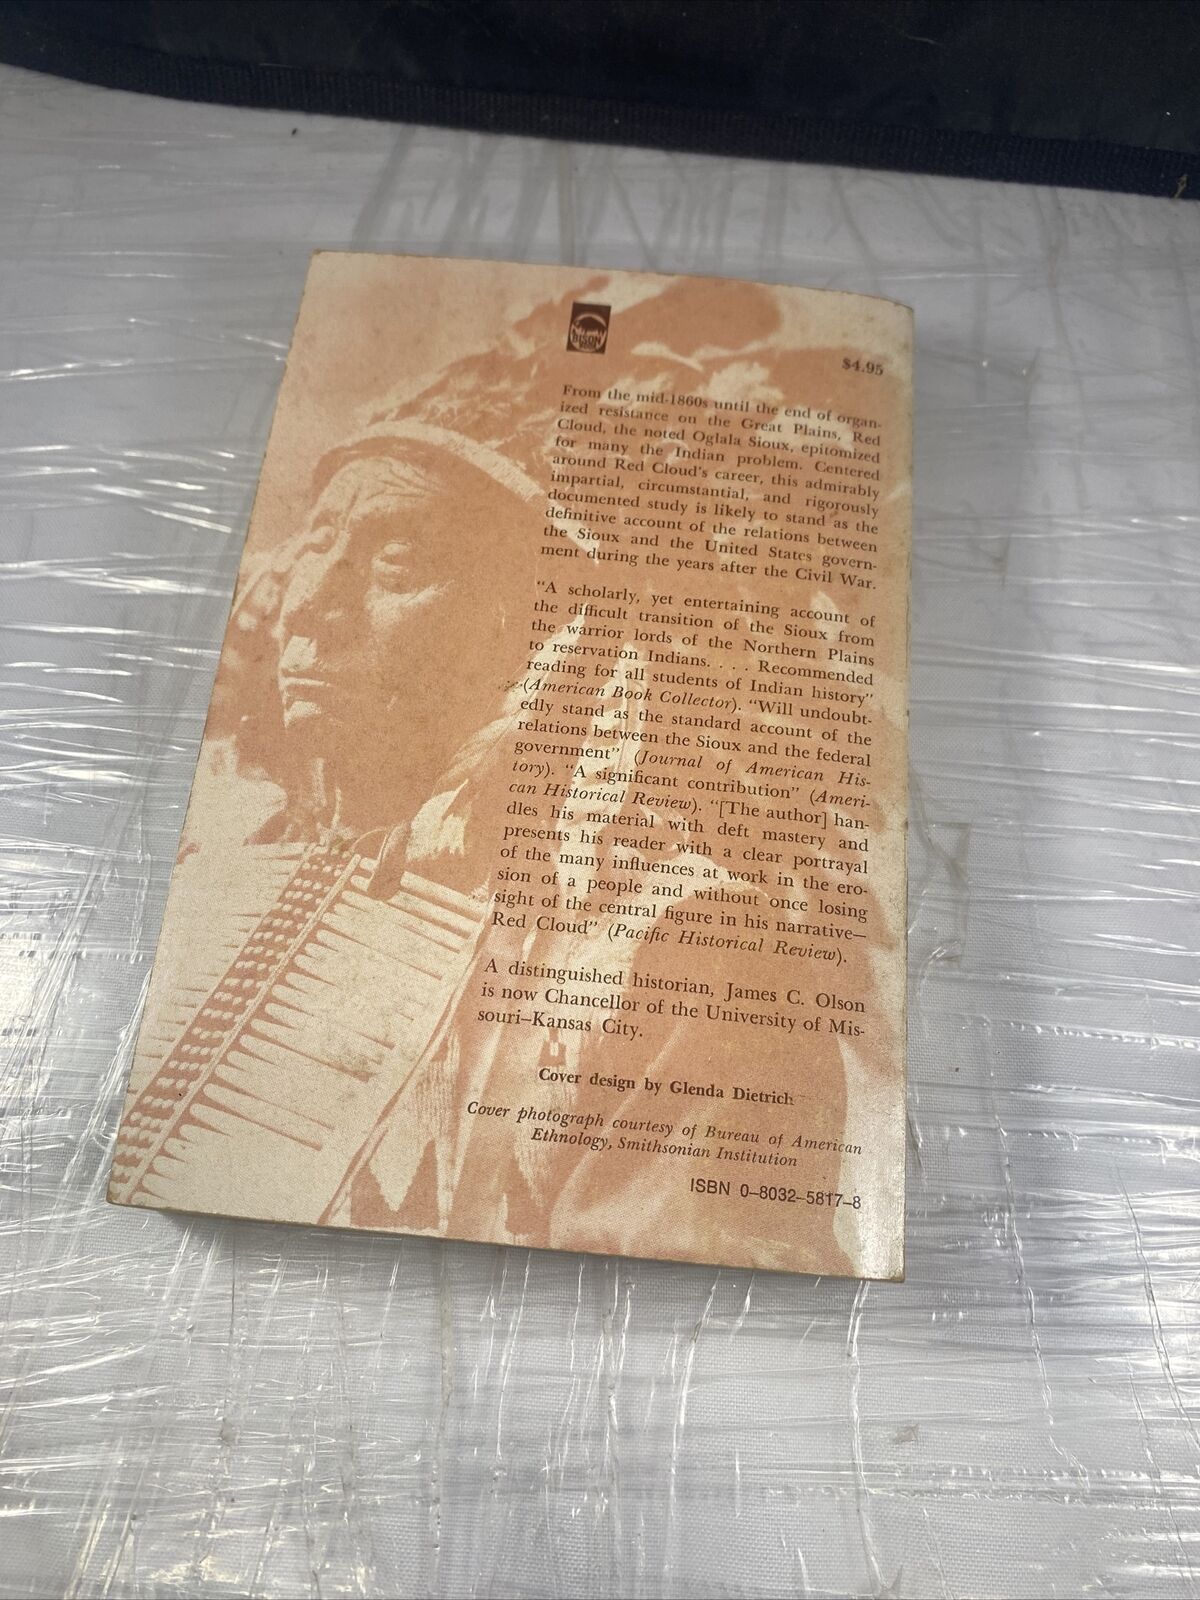 BISON
$4.95
From the mid-1860s until the end of organ-
ized resistance on the Great Plains, Red
Cloud, the noted Oglala Sioux, epitomized
for many the Indian problem. Centered
around Red Cloud's career, this admirably
impartial, circumstantial, and rigorously
documented study is likely to stand as the
definitive account of the relations between
the Sioux and the United States govern-
ment during the years after the Civil War.
"A scholarly, yet entertaining account of
the difficult transition of the Sioux from
the warrior lords of the Northern Plains
to reservation Indians. . . . Recommended
reading for all students of Indian history"
(American Book Collector). "Will undoubt-
edly stand as the standard account of the
relations between the Sioux and the federal
government" (Journal of American His-
tory). "A significant contribution" (Ameri-
can Historical Review). "[The author] han-
dles his material with deft mastery and
presents his reader with a clear portrayal
of the many influences at work in the ero-
sion of a people and without once losing
sight of the central figure in his narrative—
Red Cloud" (Pacific Historical Review).
A distinguished historian, James C. Olson
is now Chancellor of the University of Mis-
souri–Kansas City.
Cover design by Glenda Dietrich
Cover photograph courtesy of Bureau of American
Ethnology, Smithsonian Institution
ISBN 0–8032–5817–8